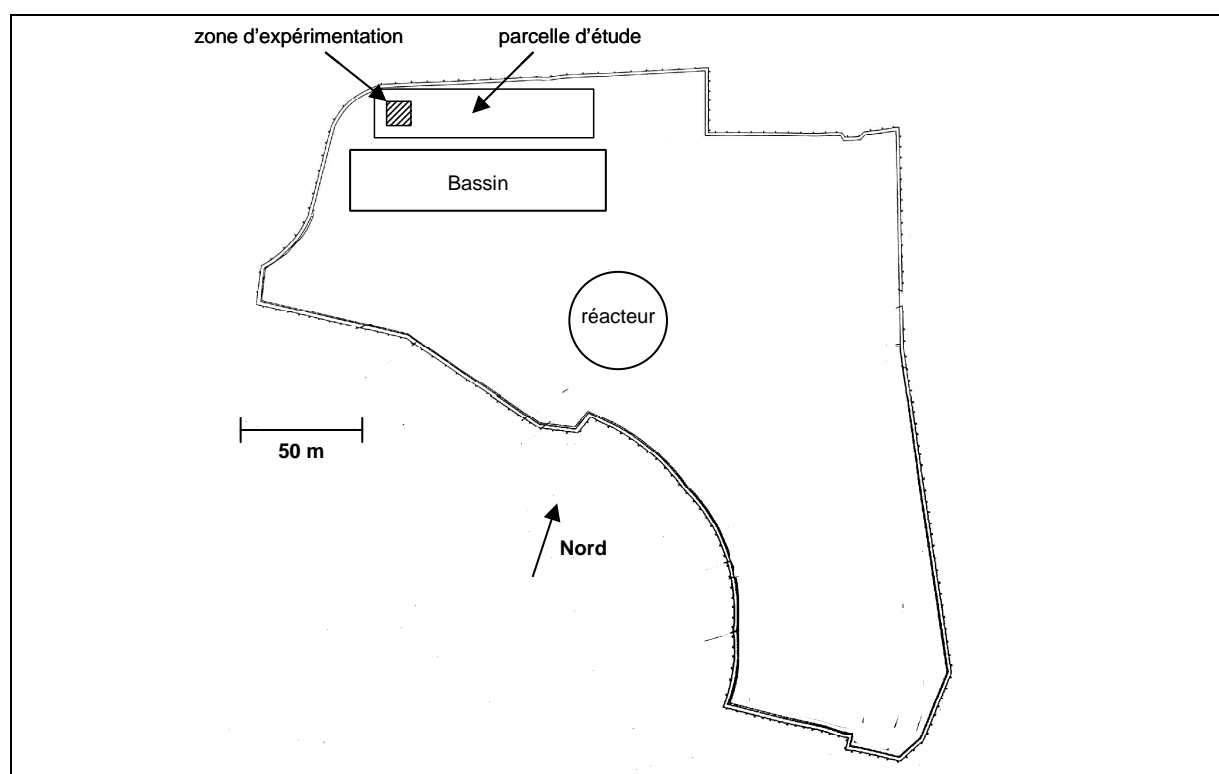 zone d'expérimentation
parcelle d'étude
Bassin
réacteur
50 m
Nord